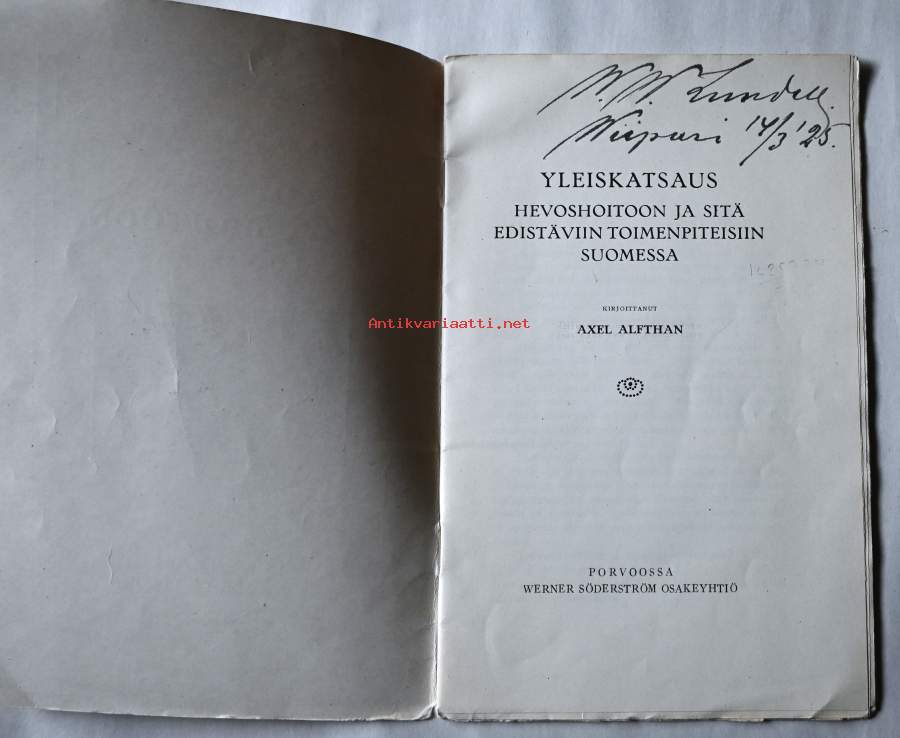 W. W. Lundell.
Wiipuri 14/3 '25.
YLEISKATSAUS
HEVOSHOITOON JA SITÄ
EDISTÄVIIN TOIMENPITEISIIN
SUOMESSA
KIRJOITTANUT
Antikvariaatti.net
AXEL ALFTHAN
PORVOOSSA
WERNER SÖDERSTRÖM OSAKEYHTIÖ